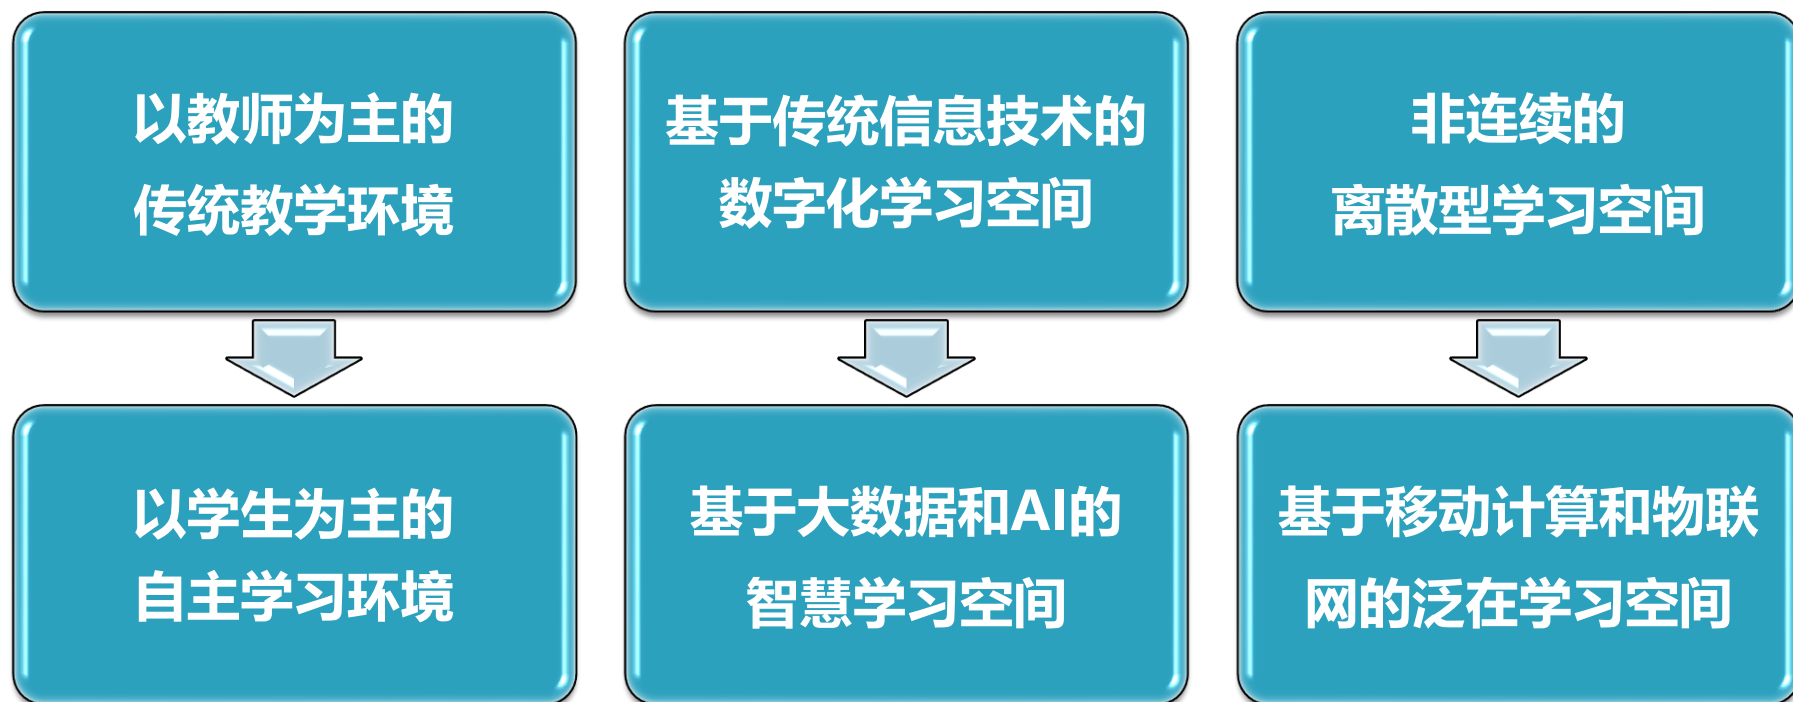 以教师为主的
传统教学环境
基于传统信息技术的
数字化学习空间
非连续的
离散型学习空间
以学生为主的
自主学习环境
基于大数据和AI的
智慧学习空间
基于移动计算和物联
网的泛在学习空间